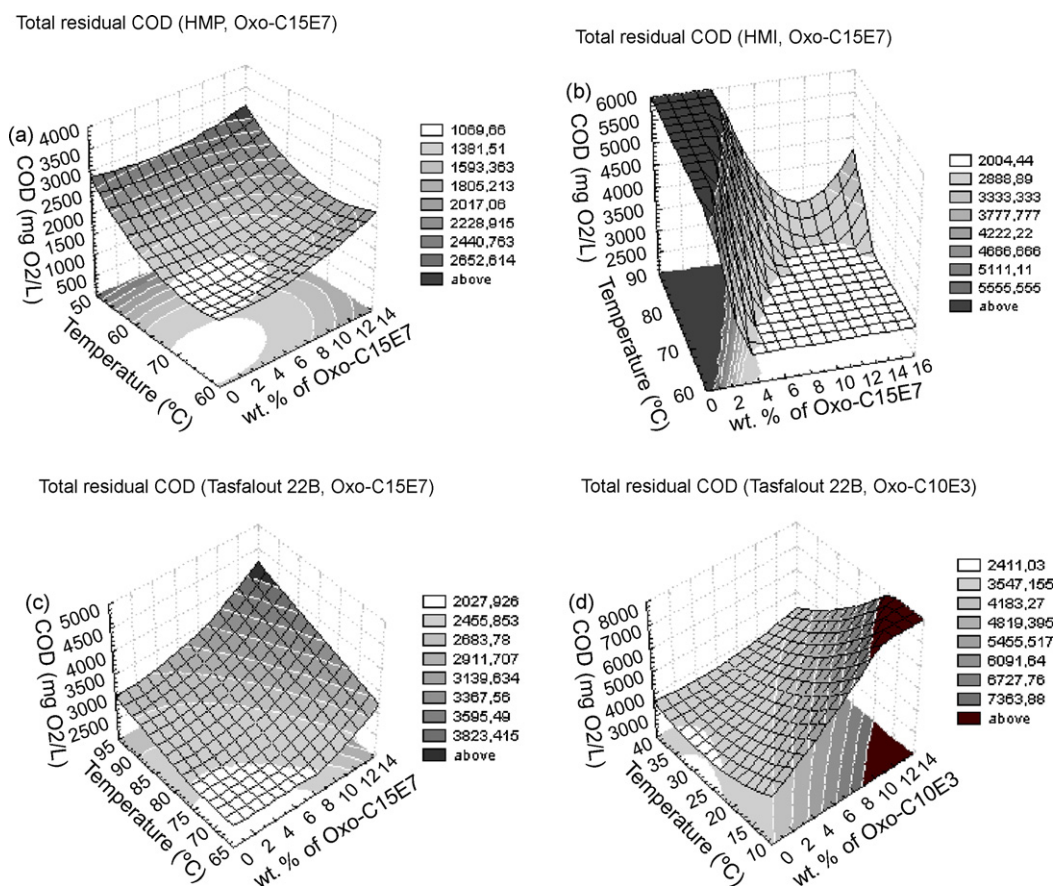 Total residual COD (HMP, Oxo-C15E7)
(a)
COD (mg O2/L)
4000
3500
3000
2500
2000
1500
1000
500
Temperature (ºC)
50
60
70
60
0 2 4 6 8 10 12 14
wt. % of Oxo-C15E7
1069,66
1381,51
1593,363
1805,213
2017,06
2228,915
2440,763
2652,614
above
Total residual COD (HMI, Oxo-C15E7)
(b)
COD (mg O2/L)
6000
5500
5000
4500
4000
3500
3000
2500
Temperature (ºC)
90
80
70
60
0 2 4 6 8 10 12 14 16
wt. % of Oxo-C15E7
2004,44
2888,89
3333,333
3777,777
4222,22
4666,666
5111,11
5555,555
above
Total residual COD (Tasfalout 22B, Oxo-C15E7)
(c)
COD (mg O2/L)
5000
4500
4000
3500
3000
2500
Temperature (ºC)
95
90
85
80
75
70
65
0 2 4 6 8 10 12 14
wt. % of Oxo-C15E7
2027,926
2455,853
2683,78
2911,707
3139,634
3367,56
3595,49
3823,415
above
Total residual COD (Tasfalout 22B, Oxo-C10E3)
(d)
COD (mg O2/L)
8000
7000
6000
5000
4000
3000
Temperature (ºC)
40
35
30
25
20
15
10
0 2 4 6 8 10 12 14
wt. % of Oxo-C10E3
2411,03
3547,155
4183,27
4819,395
5455,517
6091,64
6727,76
7363,88
above